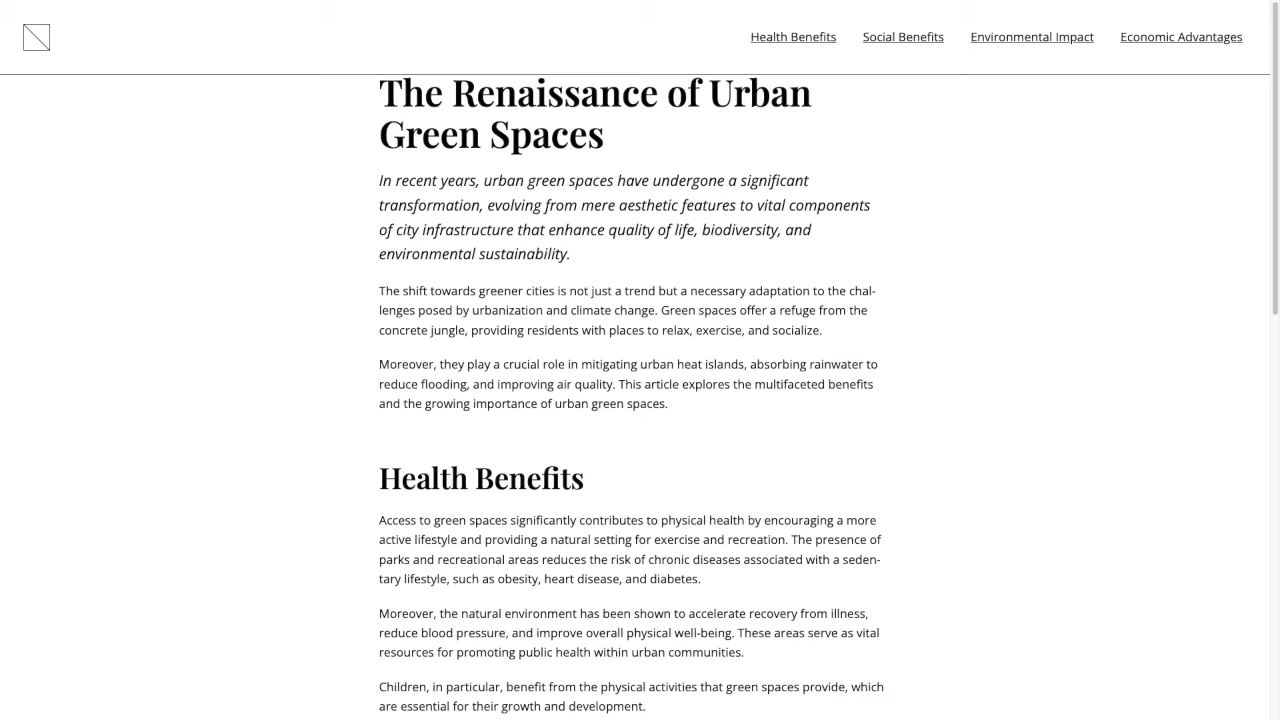 Health Benefits Social Benefits Environmental Impact Economic Advantages
The Renaissance of Urban
Green Spaces
In recent years, urban green spaces have undergone a significant
transformation, evolving from mere aesthetic features to vital components
of city infrastructure that enhance quality of life, biodiversity, and
environmental sustainability.
The shift towards greener cities is not just a trend but a necessary adaptation to the chal-
lenges posed by urbanization and climate change. Green spaces offer a refuge from the
concrete jungle, providing residents with places to relax, exercise, and socialize.
Moreover, they play a crucial role in mitigating urban heat islands, absorbing rainwater to
reduce flooding, and improving air quality. This article explores the multifaceted benefits
and the growing importance of urban green spaces.
Health Benefits
Access to green spaces significantly contributes to physical health by encouraging a more
active lifestyle and providing a natural setting for exercise and recreation. The presence of
parks and recreational areas reduces the risk of chronic diseases associated with a seden-
tary lifestyle, such as obesity, heart disease, and diabetes.
Moreover, the natural environment has been shown to accelerate recovery from illness,
reduce blood pressure, and improve overall physical well-being. These areas serve as vital
resources for promoting public health within urban communities.
Children, in particular, benefit from the physical activities that green spaces provide, which
are essential for their growth and development.